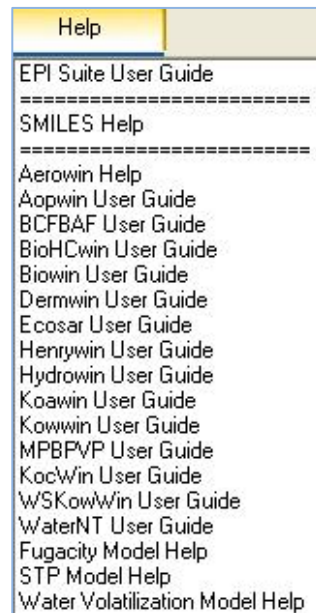 Help
EPI Suite User Guide
==========================
SMILES Help
==========================
Aerowin Help
Aopwin User Guide
BCFBAF User Guide
BioHCwin User Guide
Biowin User Guide
Dermwin User Guide
Ecosar User Guide
Henrywin User Guide
Hydrowin User Guide
Koawin User Guide
Kowwin User Guide
MPBPVP User Guide
KocWin User Guide
WSKowWin User Guide
WaterNT User Guide
Fugacity Model Help
STP Model Help
Water Volatilization Model Help